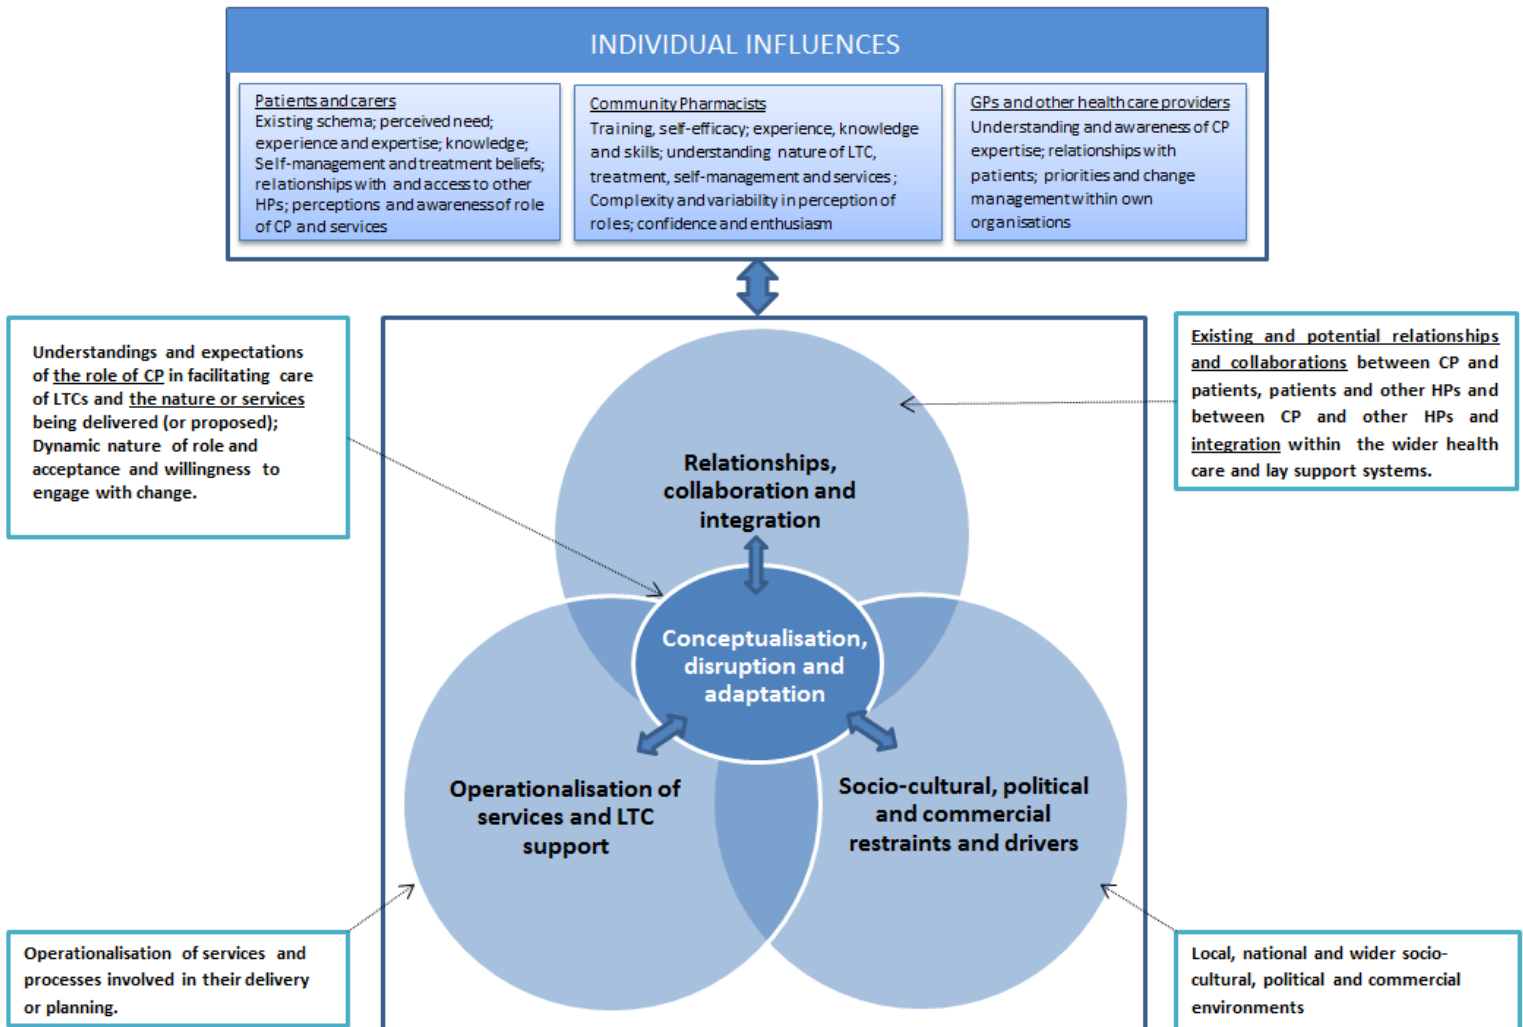 INDIVIDUAL INFLUENCES
Patients and carers
Existing schema; perceived need;
experience and expertise; knowledge;
Self-management and treatment beliefs;
relationships with and access to other
HPs; perceptions and awareness of role
of CP and services
Community Pharmacists
Training, self-efficacy; experience, knowledge
and skills; understanding nature of LTC,
treatment, self-management and services ;
Complexity and variability in perception of
roles; confidence and enthusiasm
GPs and other health care providers
Understanding and awareness of CP
expertise; relationships with
patients; priorities and change
management within own
organisations
Understandings and expectations
of the role of CP in facilitating care
of LTCs and the nature or services
being delivered (or proposed);
Dynamic nature of role and
acceptance and willingness to
engage with change.
Existing and potential relationships
and collaborations between CP and
patients, patients and other HPs and
between CP and other HPs and
integration within the wider health
care and lay support systems.
Relationships,
collaboration and
integration
Conceptualisation,
disruption and
adaptation
Operationalisation of
services and LTC
support
Socio-cultural, political
and commercial
restraints and drivers
Operationalisation of services and
processes involved in their delivery
or planning.
Local, national and wider socio-
cultural, political and commercial
environments